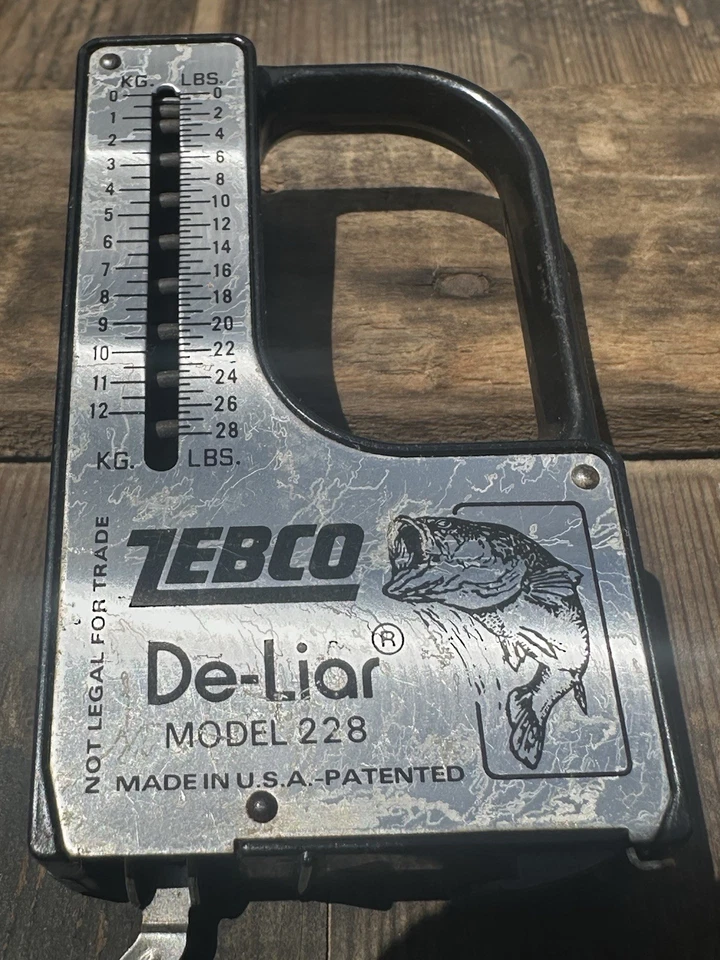 KG. LBS.
0 0
1 2
2 4
3 6
4 8
5 10
6 12
7 14
8 16
9 18
10 20
11 22
12 24
26
28
KG. LBS.
NOT LEGAL FOR TRADE
ZEBCO
De-Liar®
MODEL 228
MADE IN U.S.A.-PATENTED